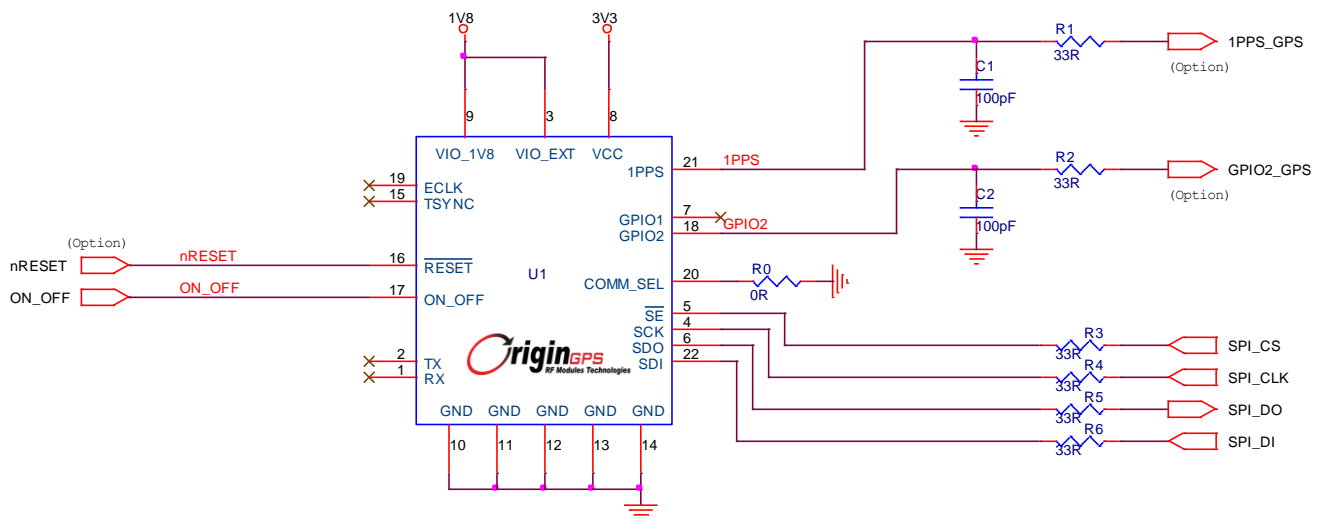 1V8
3V3
R1
1PPS_GPS
33R
(Option)
C1
100pF
9
3
8
VIO_1V8
VIO_EXT
VCC
1PPS
21
1PPS
R2
GPIO2_GPS
33R
(Option)
19
ECLK
15
TSYNC
C2
100pF
GPIO1
7
GPIO2
18
GPIO2
(Option)
nRESET
nRESET
16
RESET
U1
COMM_SEL
20
R0
0R
ON_OFF
ON_OFF
17
ON_OFF
SE
5
SCK
4
SDO
6
SDI
22
R3
33R
SPI_CS
R4
33R
SPI_CLK
R5
33R
SPI_DO
R6
33R
SPI_DI
OriginGPS
RF Modules Technologies
2
TX
1
RX
GND
GND
GND
GND
GND
10
11
12
13
14